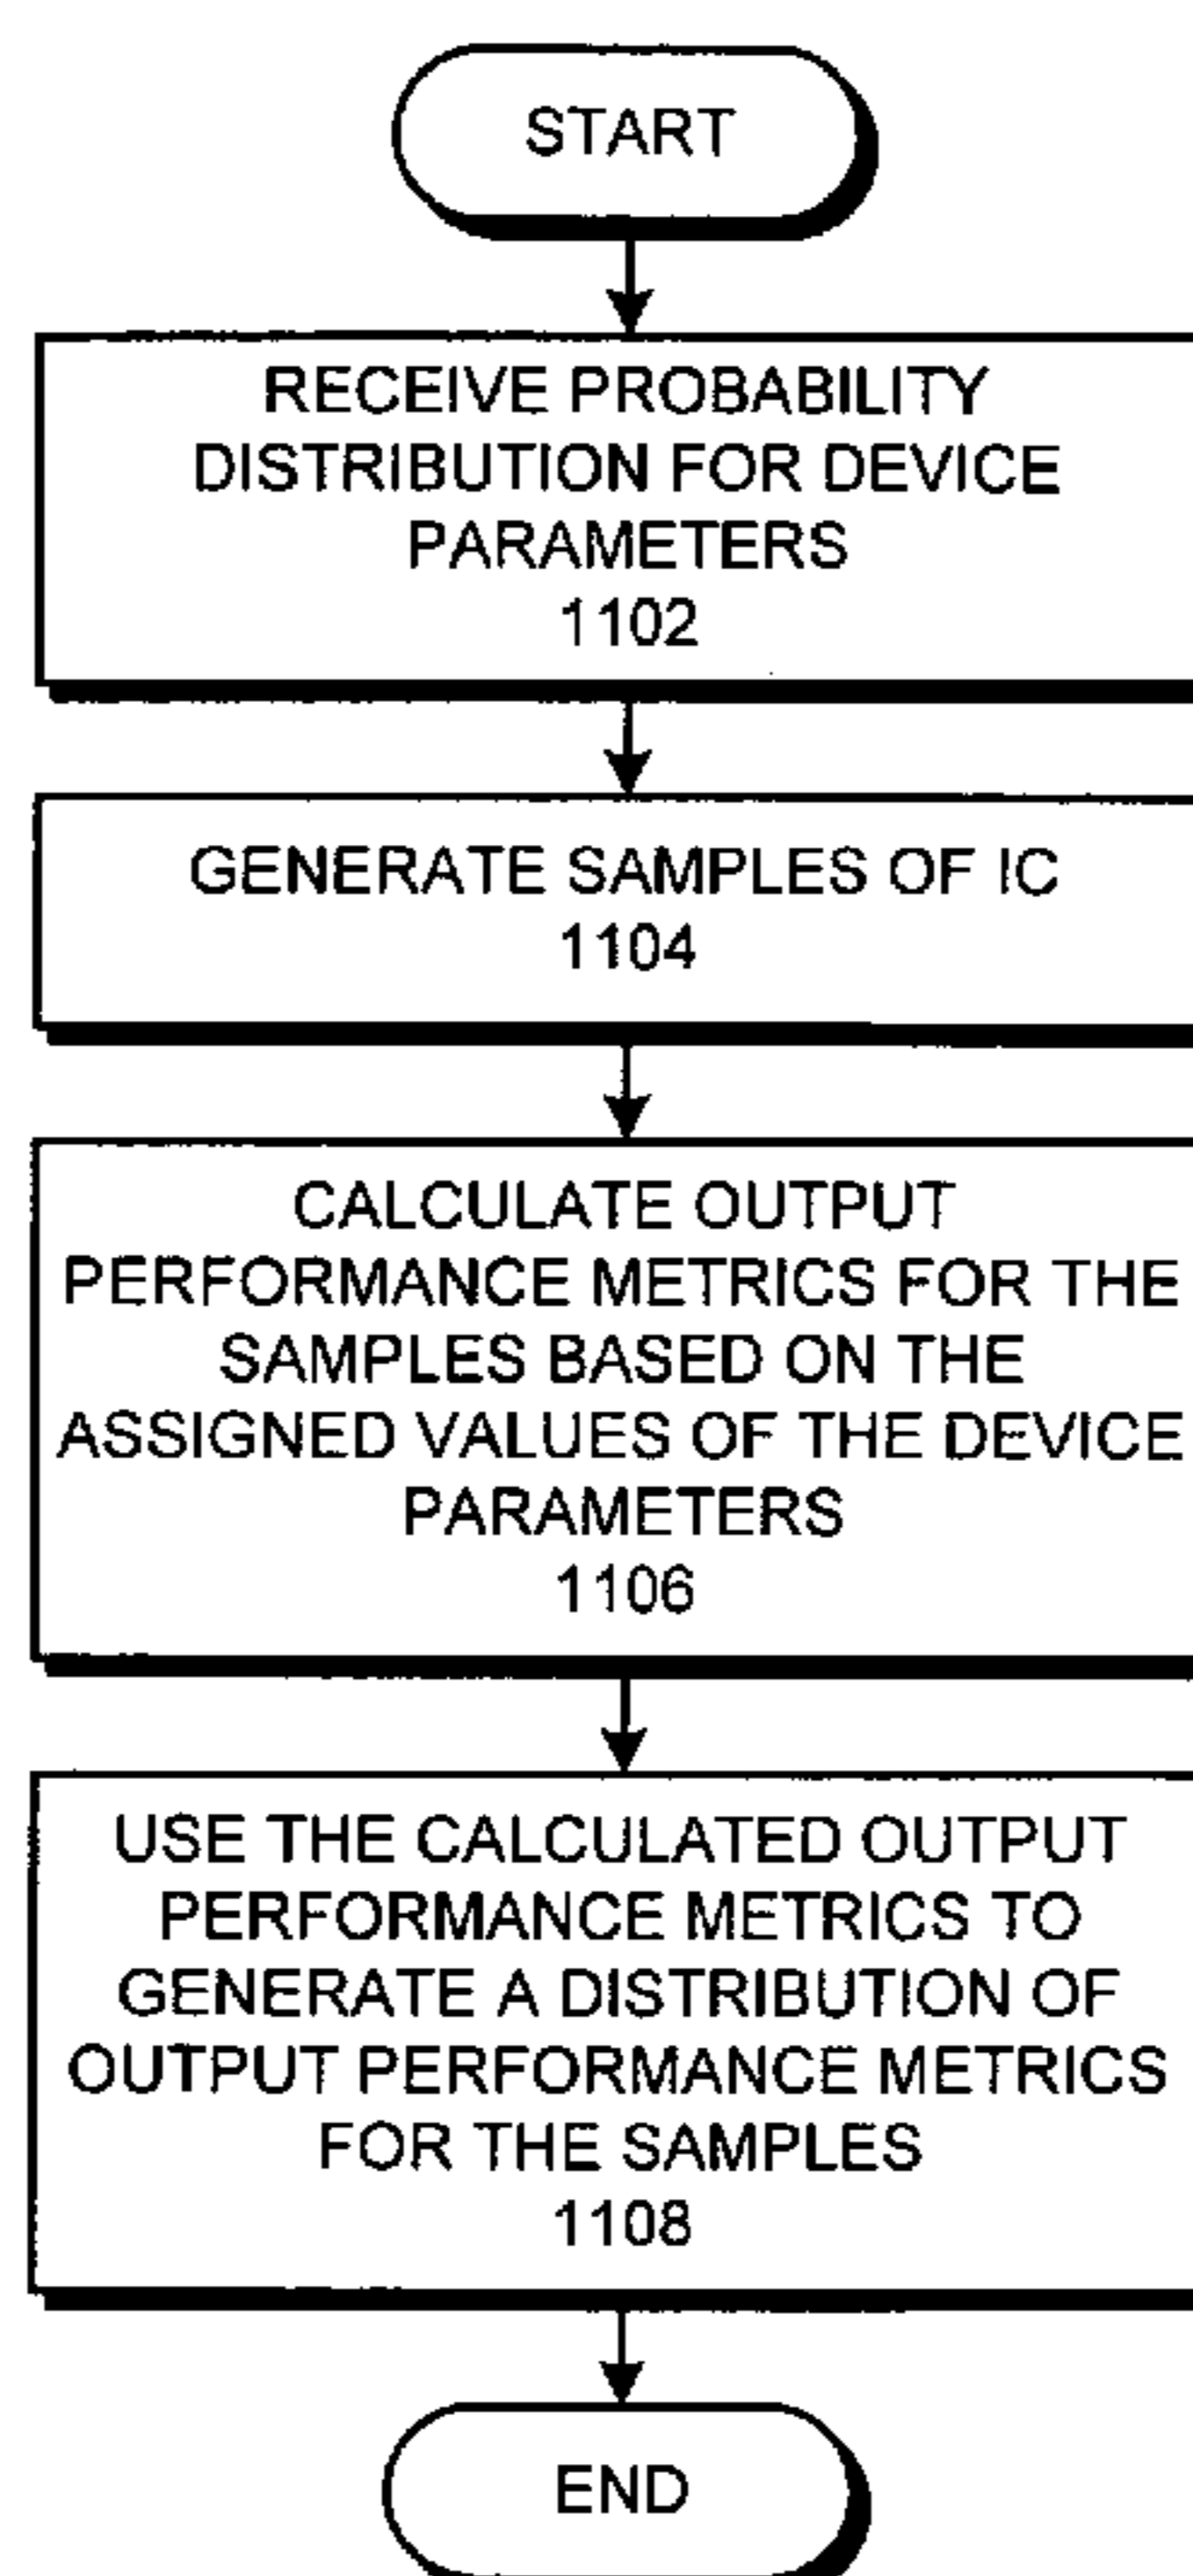 START
RECEIVE PROBABILITY
DISTRIBUTION FOR DEVICE
PARAMETERS
1102
GENERATE SAMPLES OF IC
1104
CALCULATE OUTPUT
PERFORMANCE METRICS FOR THE
SAMPLES BASED ON THE
ASSIGNED VALUES OF THE DEVICE
PARAMETERS
1106
USE THE CALCULATED OUTPUT
PERFORMANCE METRICS TO
GENERATE A DISTRIBUTION OF
OUTPUT PERFORMANCE METRICS
FOR THE SAMPLES
1108
END